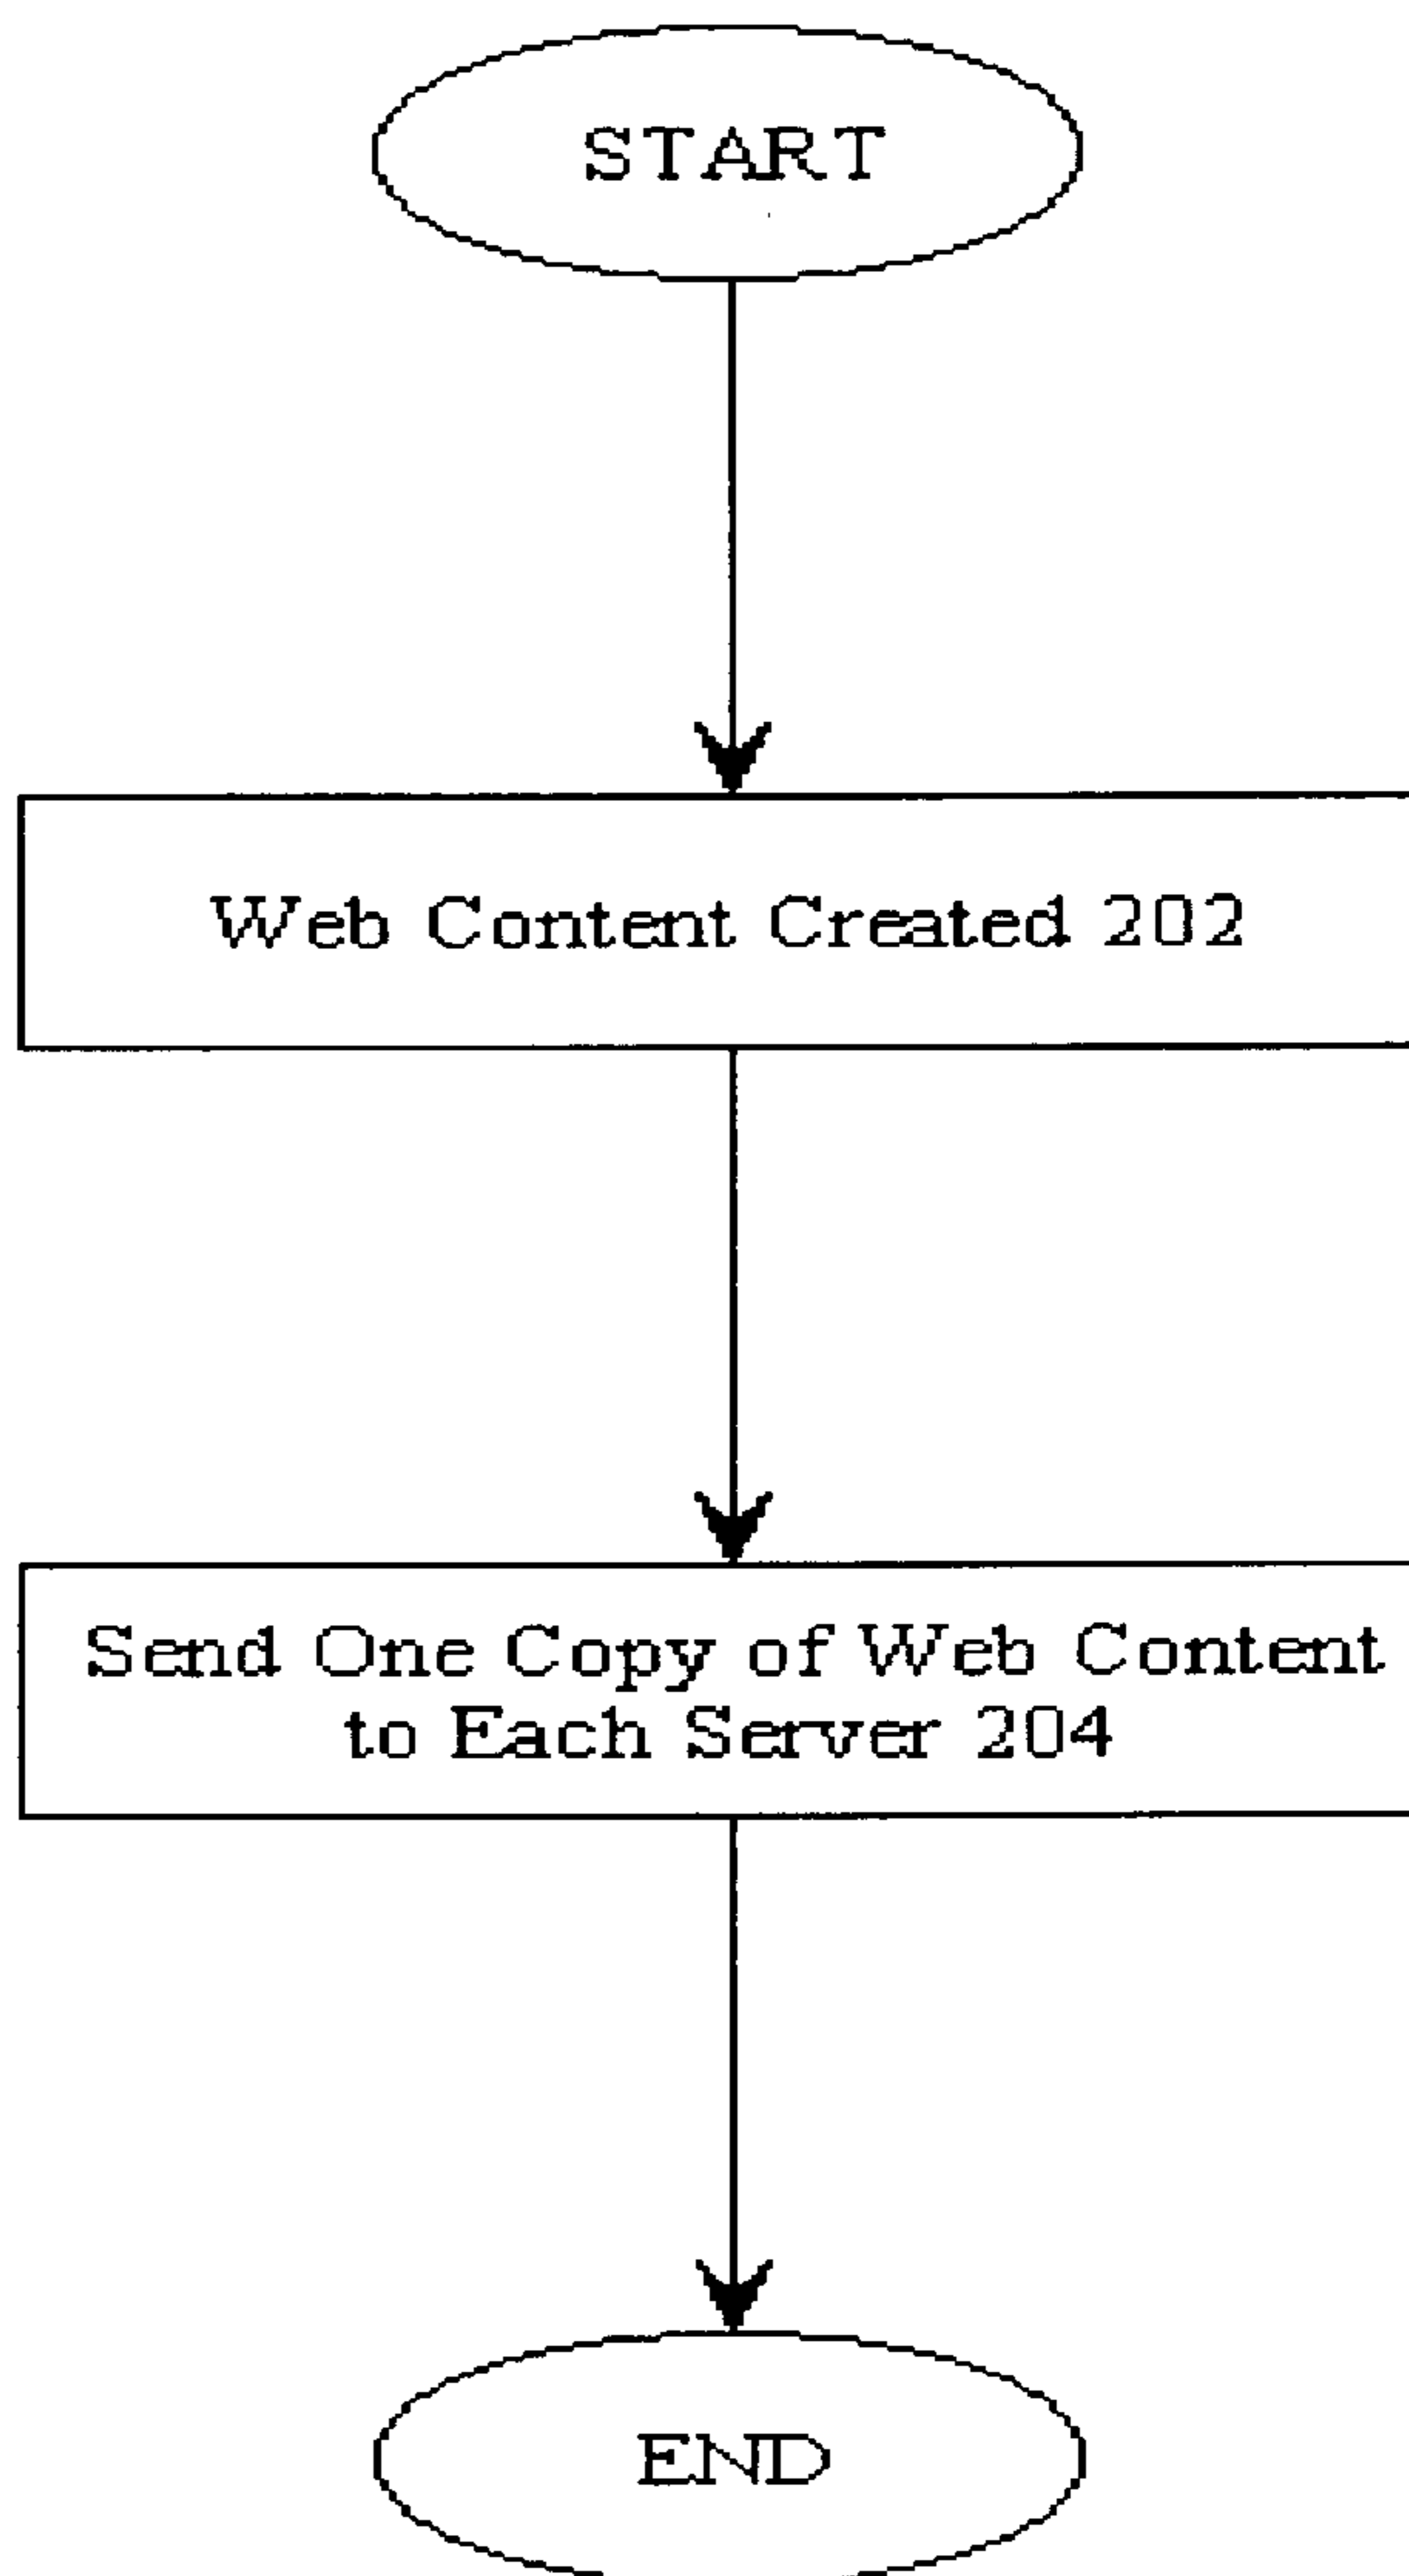 START
Web Content Created 202
Send One Copy of Web Content
to Each Server 204
END